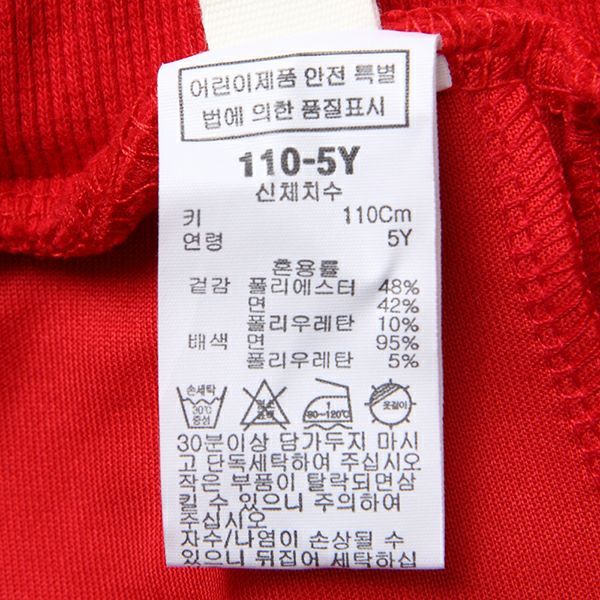 어린이제품 안전 특별
법에 의한 품질표시
110-5Y
신체치수
키 110Cm
연령 5Y
혼용률
겉감 폴리에스터 48%
면 42%
폴리우레탄 10%
배색 면 95%
폴리우레탄 5%
손세탁 30℃ 중성 염소 표백 1 80~120℃ 옷걸이
30분이상 담가두지 마시
고 단독세탁하여 주십시오
작은 부품이 탈락되면삼
킬 수 있으니 주의하여
주십시오
자수/나염이 손상될 수
있으니 뒤집어 세탁하